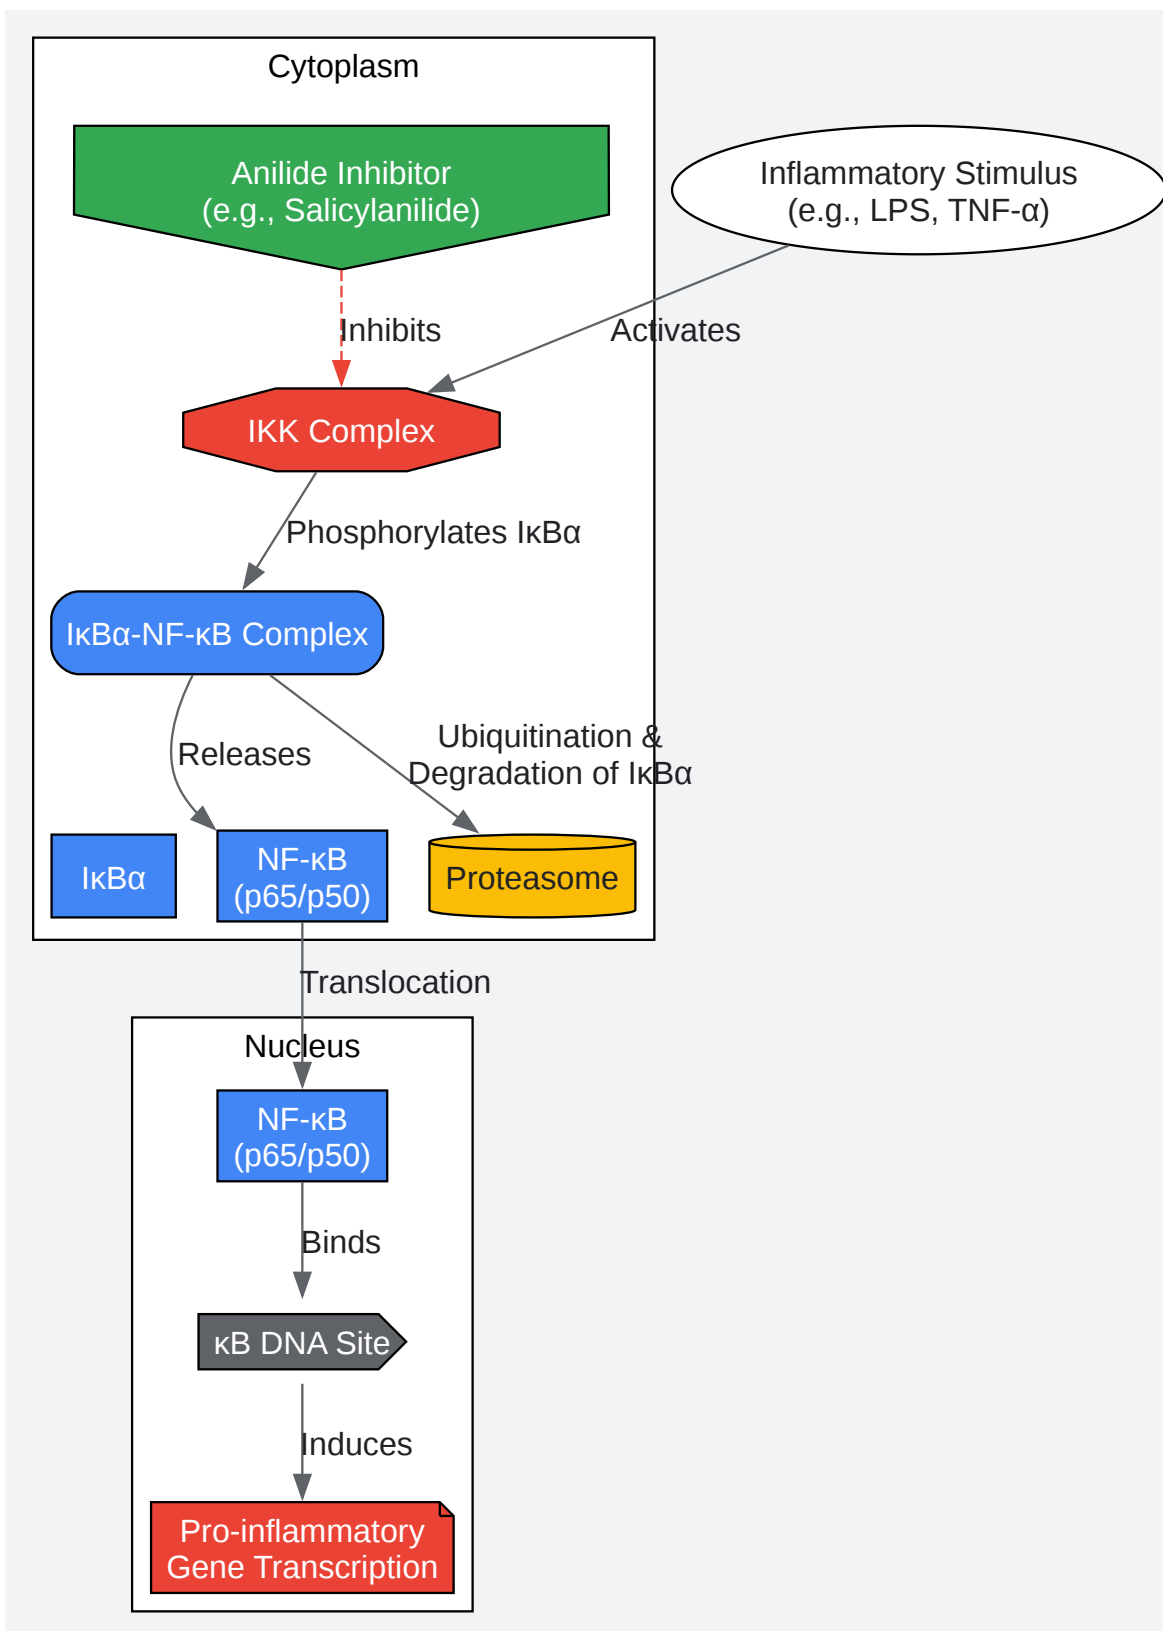 Cytoplasm
Anilide Inhibitor
(e.g., Salicylanilide)
Inflammatory Stimulus
(e.g., LPS, TNF-α)
Inhibits
Activates
IKK Complex
Phosphorylates IκBα
IκBα-NF-κB Complex
Releases
Ubiquitination &
Degradation of IκBα
IκBα
NF-κB
(p65/p50)
Proteasome
Translocation
Nucleus
NF-κB
(p65/p50)
Binds
κB DNA Site
Induces
Pro-inflammatory
Gene Transcription